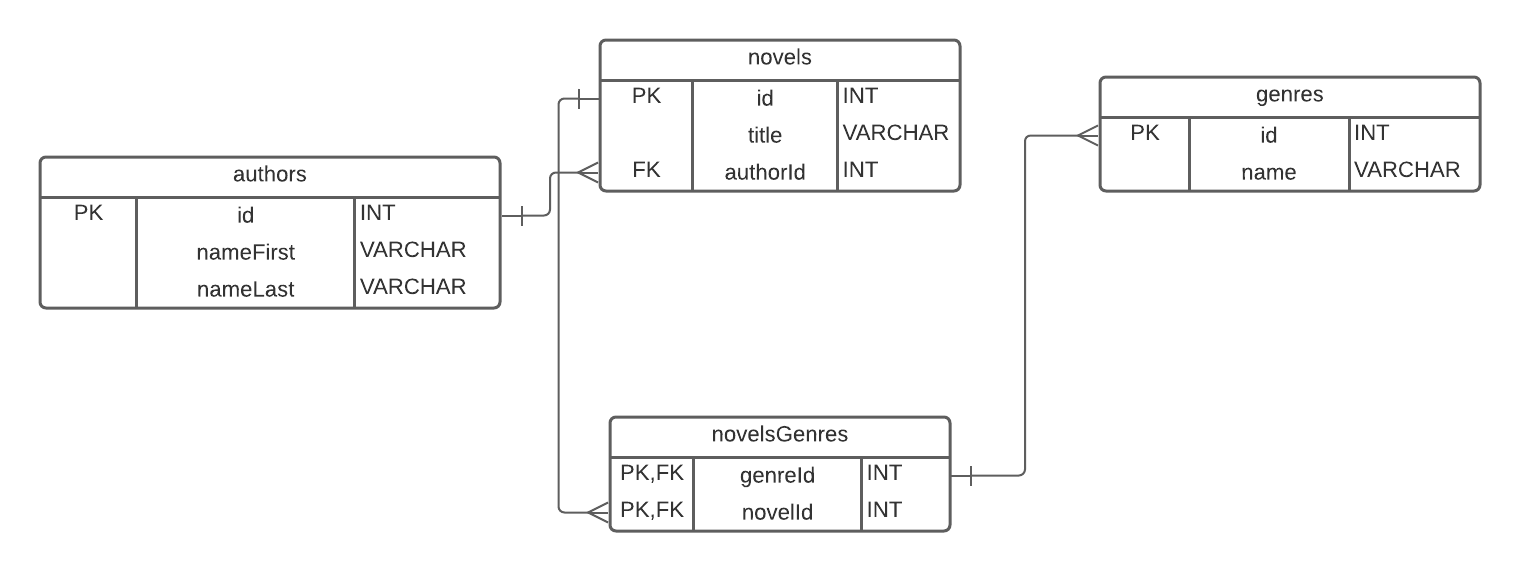 novels
PK id INT
title VARCHAR
FK authorId INT
genres
PK id INT
name VARCHAR
authors
PK id INT
nameFirst VARCHAR
nameLast VARCHAR
novelsGenres
PK,FK genreId INT
PK,FK novelId INT